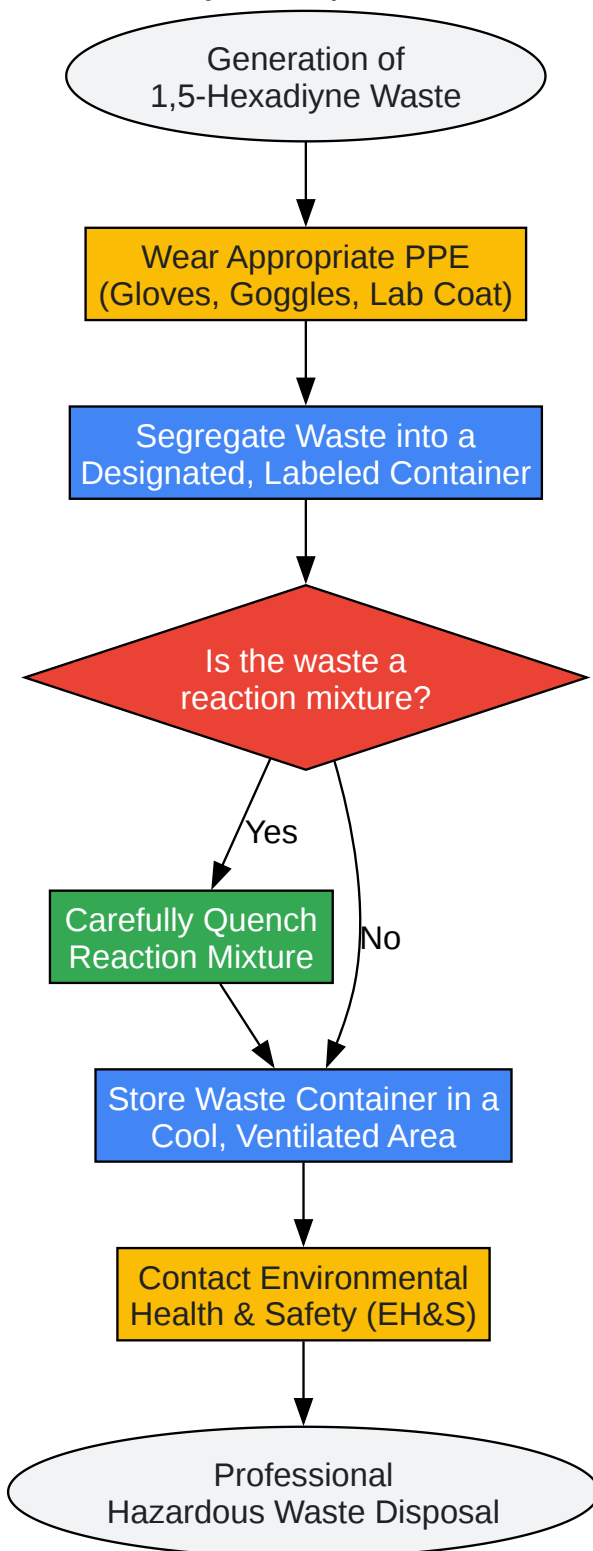 Generation of
1,5-Hexadiyne Waste
Wear Appropriate PPE
(Gloves, Goggles, Lab Coat)
Segregate Waste into a
Designated, Labeled Container
Is the waste a
reaction mixture?
Yes
Carefully Quench
Reaction Mixture
No
Store Waste Container in a
Cool, Ventilated Area
Contact Environmental
Health & Safety (EH&S)
Professional
Hazardous Waste Disposal